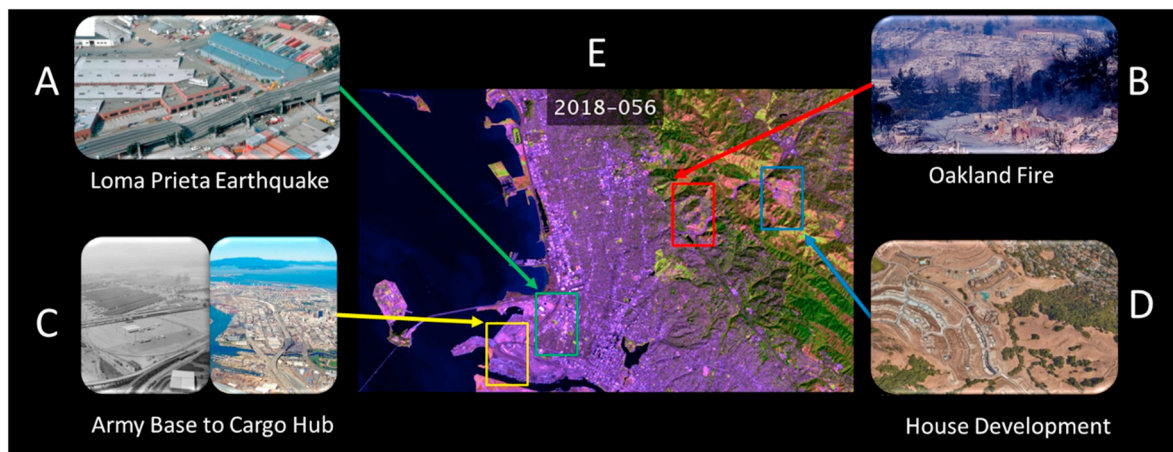 A
Loma Prieta Earthquake
E
2018-056
B
Oakland Fire
C
Army Base to Cargo Hub
D
House Development